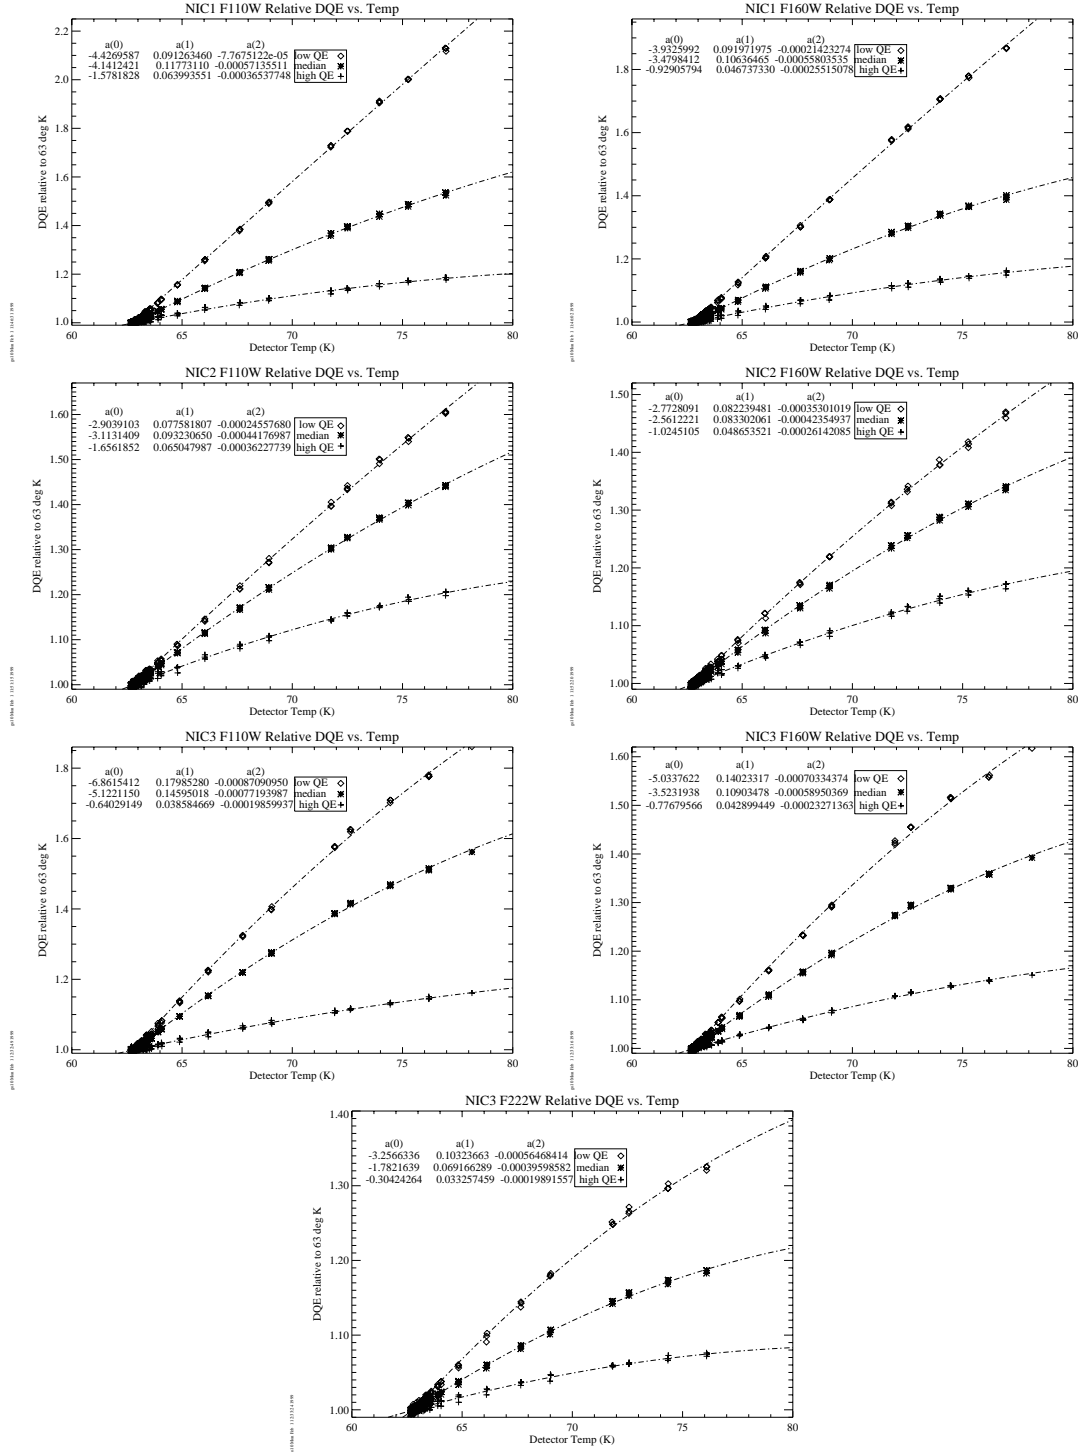 NIC1 F110W Relative DQE vs. Temp
a(0) a(1) a(2)
-4.4269587 0.091263460 -7.7675122e-05 low QE
-4.1412421 0.11773110 -0.00057135511 median
-1.5781828 0.063993551 -0.00036537748 high QE
2.2
2.0
1.8
1.6
1.4
1.2
1.0
DQE relative to 63 deg K
60 65 70 75 80
Detector Temp (K)
NIC1 F160W Relative DQE vs. Temp
a(0) a(1) a(2)
-3.9325992 0.091971975 -0.00021423274 low QE
-3.4798412 0.10636465 -0.00055803535 median
-0.92905794 0.046737330 -0.00025515078 high QE
1.8
1.6
1.4
1.2
1.0
DQE relative to 63 deg K
60 65 70 75 80
Detector Temp (K)
NIC2 F110W Relative DQE vs. Temp
a(0) a(1) a(2)
-2.9039103 0.077581807 -0.00024557680 low QE
-3.1131409 0.093230650 -0.00044176987 median
-1.6561852 0.065047987 -0.00036227739 high QE
1.60
1.50
1.40
1.30
1.20
1.10
1.00
DQE relative to 63 deg K
60 65 70 75 80
Detector Temp (K)
NIC2 F160W Relative DQE vs. Temp
a(0) a(1) a(2)
-2.7728091 0.082239481 -0.00035301019 low QE
-2.5612221 0.083302061 -0.00042354937 median
-1.0245105 0.048653521 -0.00026142085 high QE
1.50
1.40
1.30
1.20
1.10
1.00
DQE relative to 63 deg K
60 65 70 75 80
Detector Temp (K)
NIC3 F110W Relative DQE vs. Temp
a(0) a(1) a(2)
-6.8615412 0.17985280 -0.00087090950 low QE
-5.1221150 0.14595018 -0.00077193987 median
-0.64029149 0.038584669 -0.00019859937 high QE
1.8
1.6
1.4
1.2
1.0
DQE relative to 63 deg K
60 65 70 75 80
Detector Temp (K)
NIC3 F160W Relative DQE vs. Temp
a(0) a(1) a(2)
-5.0337622 0.14023317 -0.00070334374 low QE
-3.5231938 0.10903478 -0.00058950369 median
-0.77679566 0.042899449 -0.00023271363 high QE
1.60
1.50
1.40
1.30
1.20
1.10
1.00
DQE relative to 63 deg K
60 65 70 75 80
Detector Temp (K)
NIC3 F222W Relative DQE vs. Temp
a(0) a(1) a(2)
-3.2566336 0.10323663 -0.00056468414 low QE
-1.7821639 0.069166289 -0.00039598582 median
-0.30424264 0.033257459 -0.00019891557 high QE
1.40
1.30
1.20
1.10
1.00
DQE relative to 63 deg K
60 65 70 75 80
Detector Temp (K)